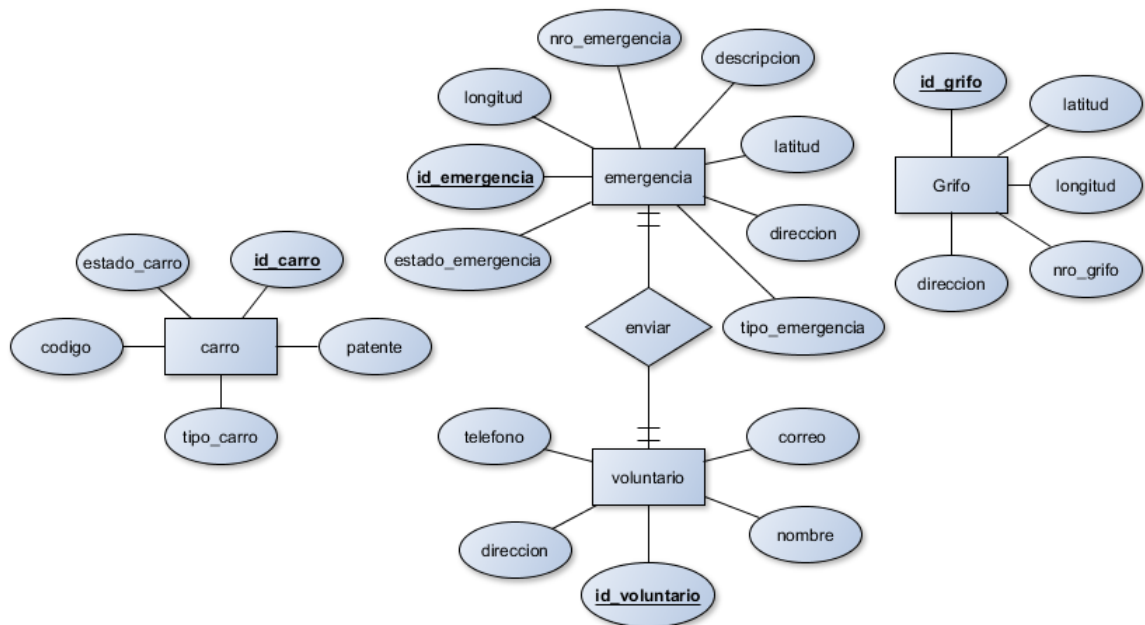 nro_emergencia
descripcion
id_grifo
longitud
latitud
latitud
id_emergencia
emergencia
Grifo
longitud
direccion
estado_emergencia
estado_carro
id_carro
direccion
nro_grifo
enviar
tipo_emergencia
codigo
carro
patente
tipo_carro
telefono
correo
voluntario
direccion
nombre
id_voluntario